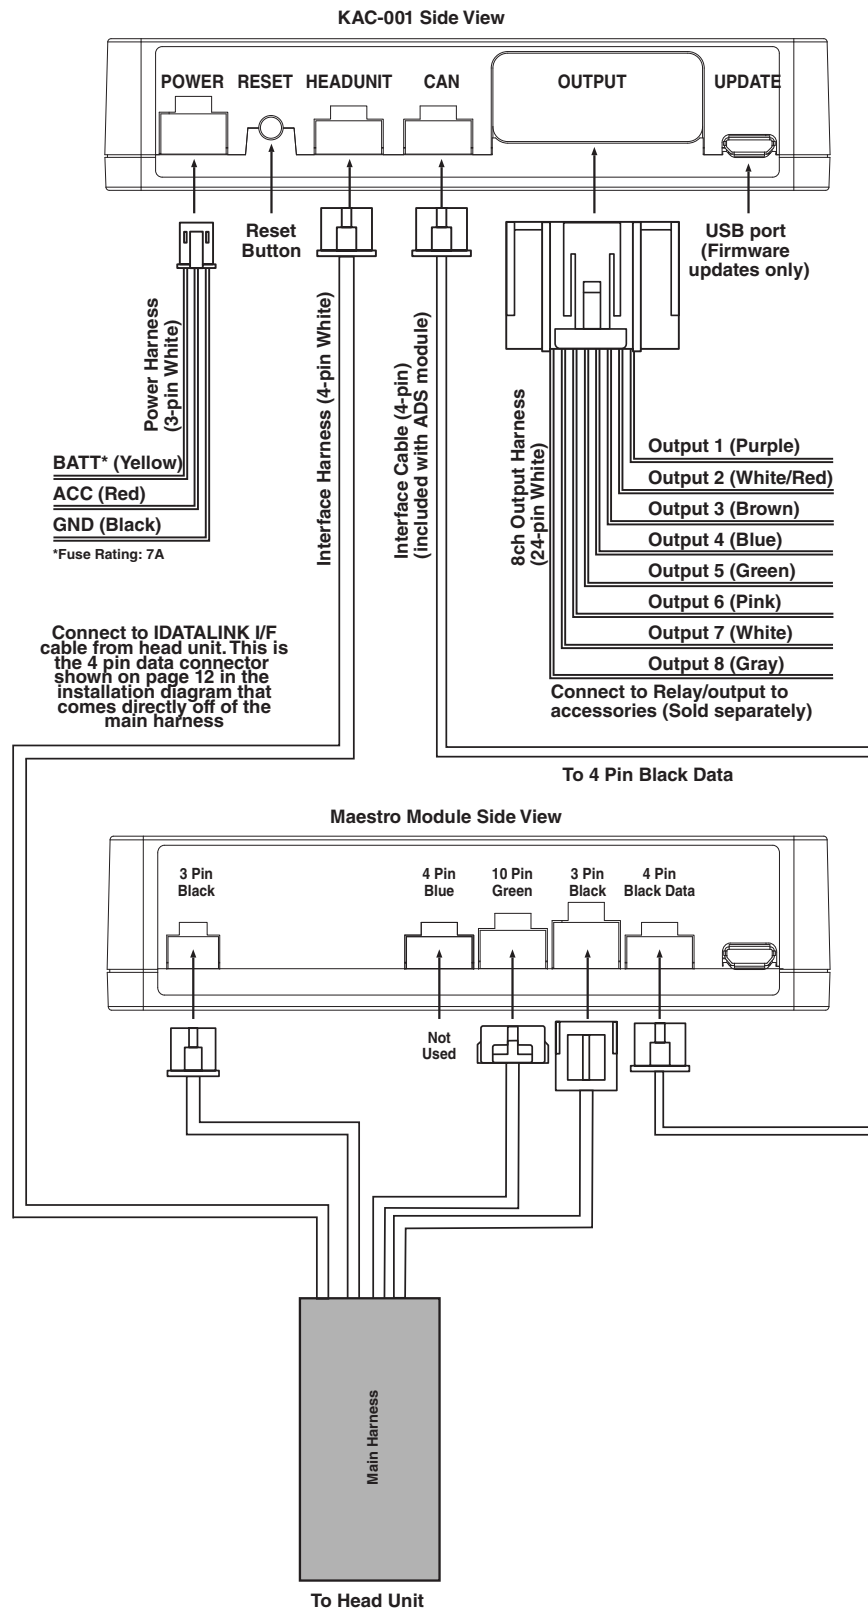 KAC-001 Side View
POWER
RESET
HEADUNIT
CAN
OUTPUT
UPDATE
Reset
Button
USB port
(Firmware
updates only)
Power Harness
(3-pin White)
Interface Harness (4-pin White)
Interface Cable (4-pin)
(included with ADS module)
8ch Output Harness
(24-pin White)
BATT* (Yellow)
ACC (Red)
GND (Black)
*Fuse Rating: 7A
Output 1 (Purple)
Output 2 (White/Red)
Output 3 (Brown)
Output 4 (Blue)
Output 5 (Green)
Output 6 (Pink)
Output 7 (White)
Output 8 (Gray)
Connect to Relay/output to
accessories (Sold separately)
Connect to IDATALINK I/F
cable from head unit. This is
the 4 pin data connector
shown on page 12 in the
installation diagram that
comes directly off of the
main harness
To 4 Pin Black Data
Maestro Module Side View
3 Pin
Black
4 Pin
Blue
10 Pin
Green
3 Pin
Black
4 Pin
Black Data
Not
Used
Main Harness
To Head Unit